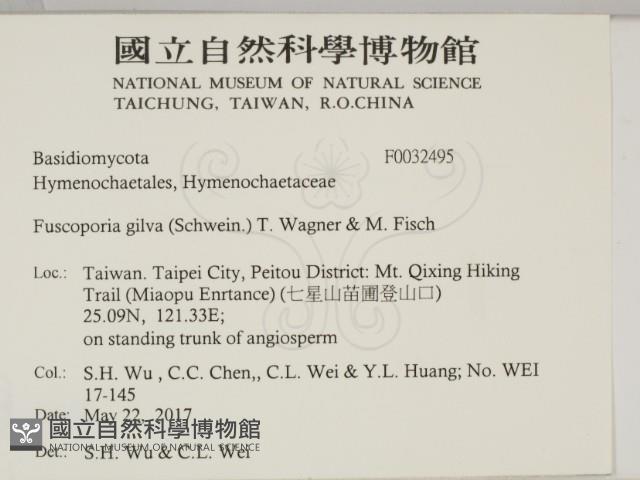 國立自然科學博物館
NATIONAL MUSEUM OF NATURAL SCIENCE
TAICHUNG, TAIWAN, R.O.CHINA
Basidiomycota F0032495
Hymenochaetales, Hymenochaetaceae
Fuscoporia gilva (Schwein.) T. Wagner & M. Fisch
Loc.: Taiwan. Taipei City, Peitou District: Mt. Qixing Hiking
Trail (Miaopu Enrtance) (七星山苗圃登山口)
25.09N, 121.33E;
on standing trunk of angiosperm
Col.: S.H. Wu , C.C. Chen,, C.L. Wei & Y.L. Huang; No. WEI
17-145
Date: May 22, 2017
國立自然科學博物館
NATIONAL MUSEUM OF NATURAL SCIENCE
Det.: S.H. Wu & C.L. Wei